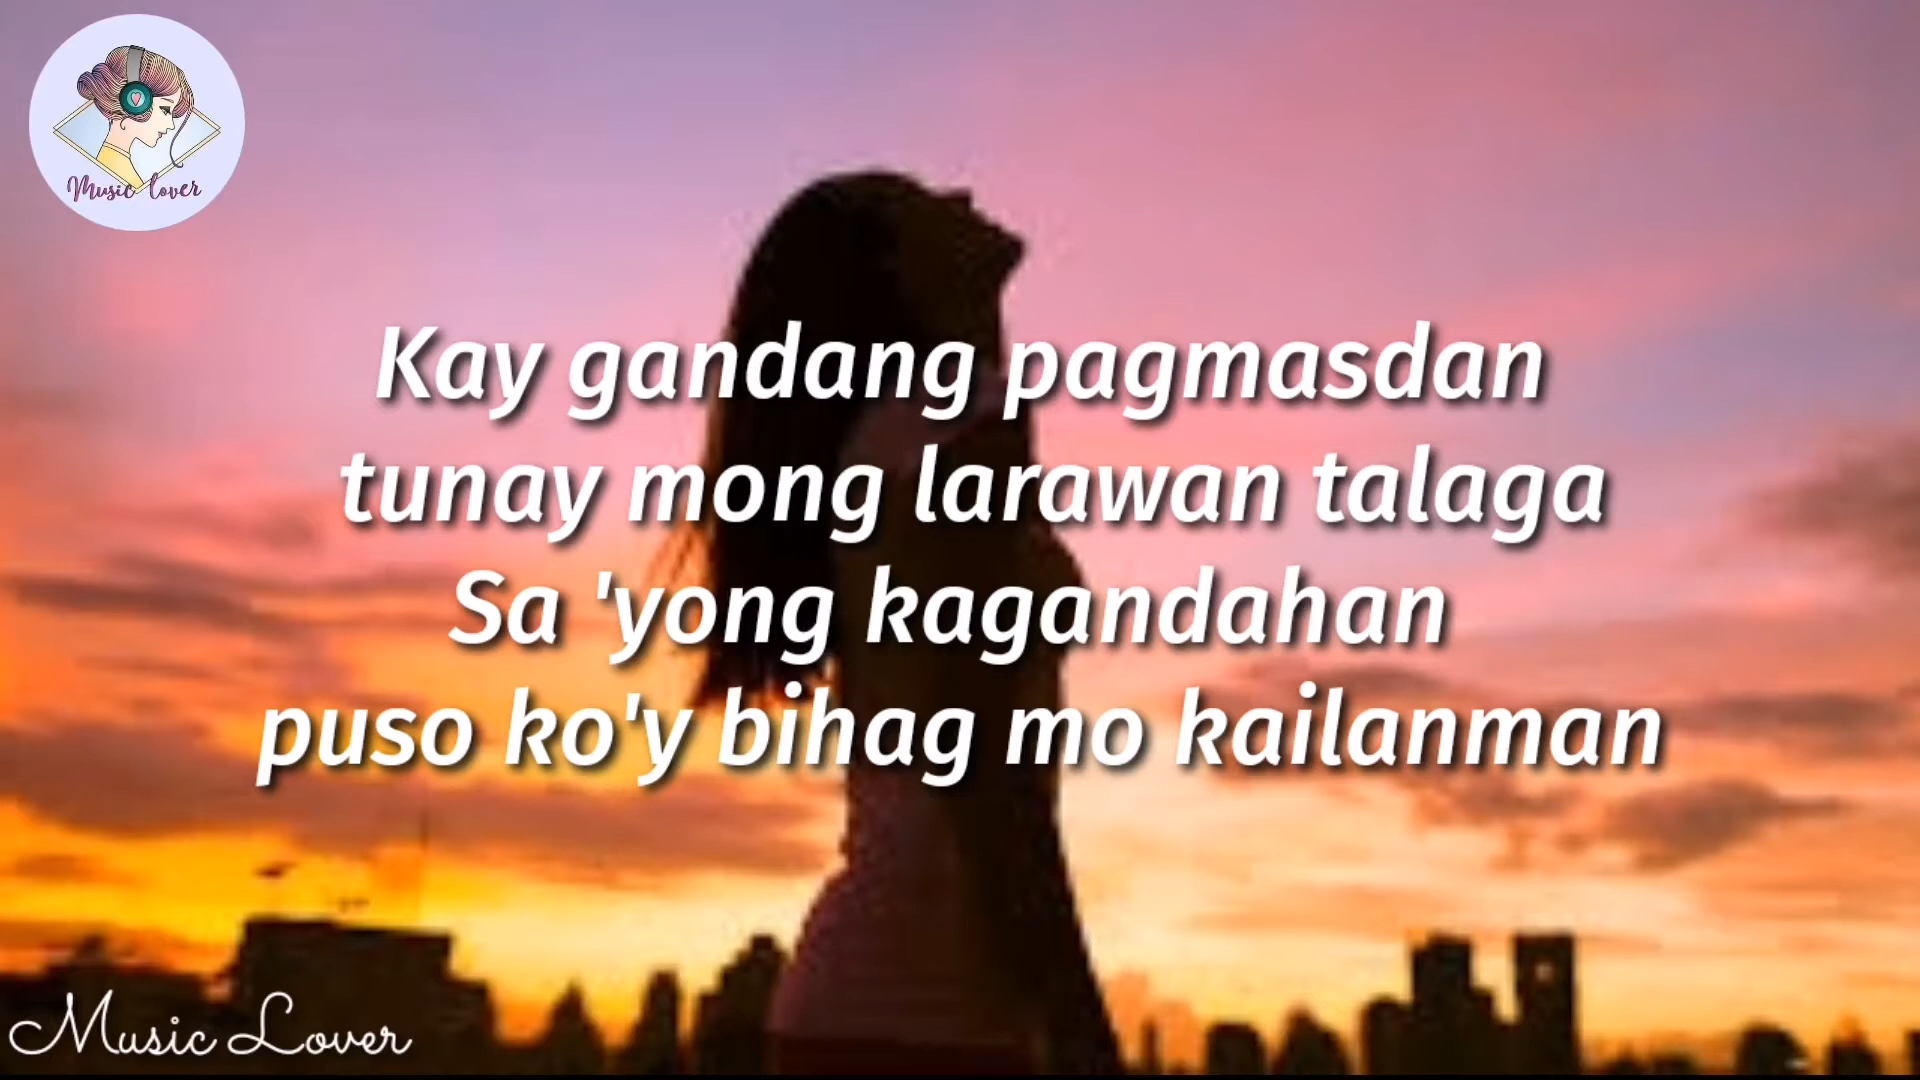 Music lover
Kay gandang pagmasdan
tunay mong larawan talaga
Sa 'yong kagandahan
puso ko'y bihag mo kailanman
Music Lover